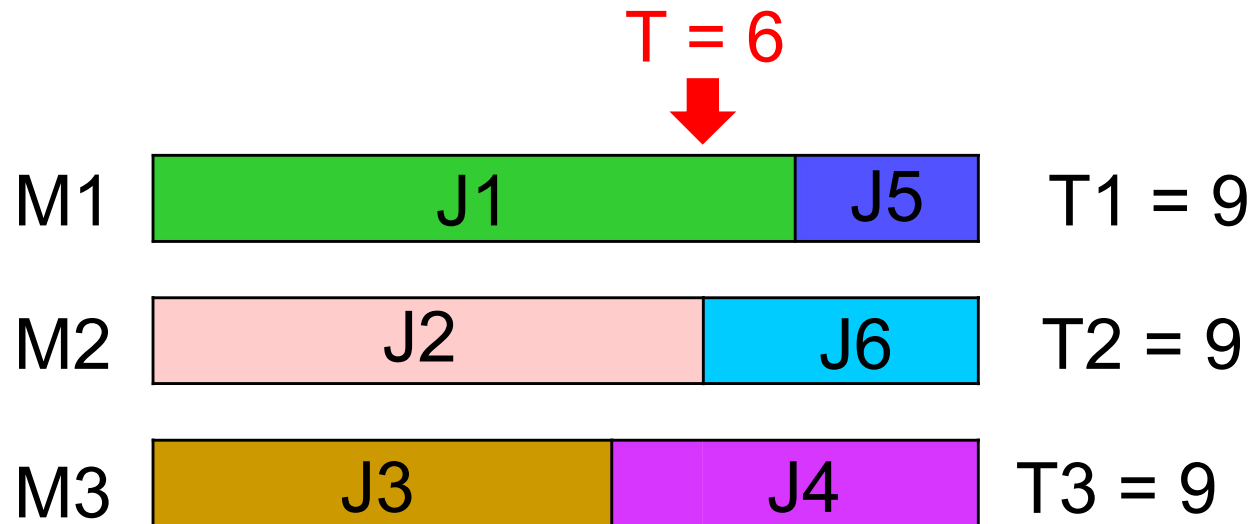 T = 6
M1 J1 J5 T1 = 9
M2 J2 J6 T2 = 9
M3 J3 J4 T3 = 9